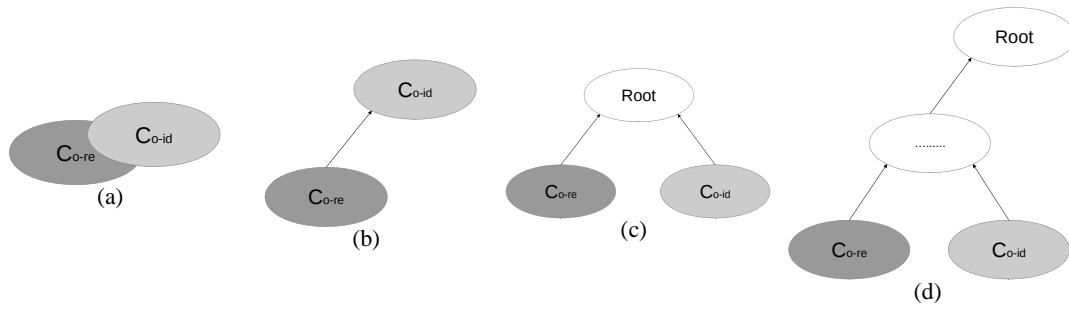 Co-re
Co-id
(a)
Co-id
Co-re
(b)
Root
Co-re
Co-id
(c)
Root
.........
Co-re
Co-id
(d)